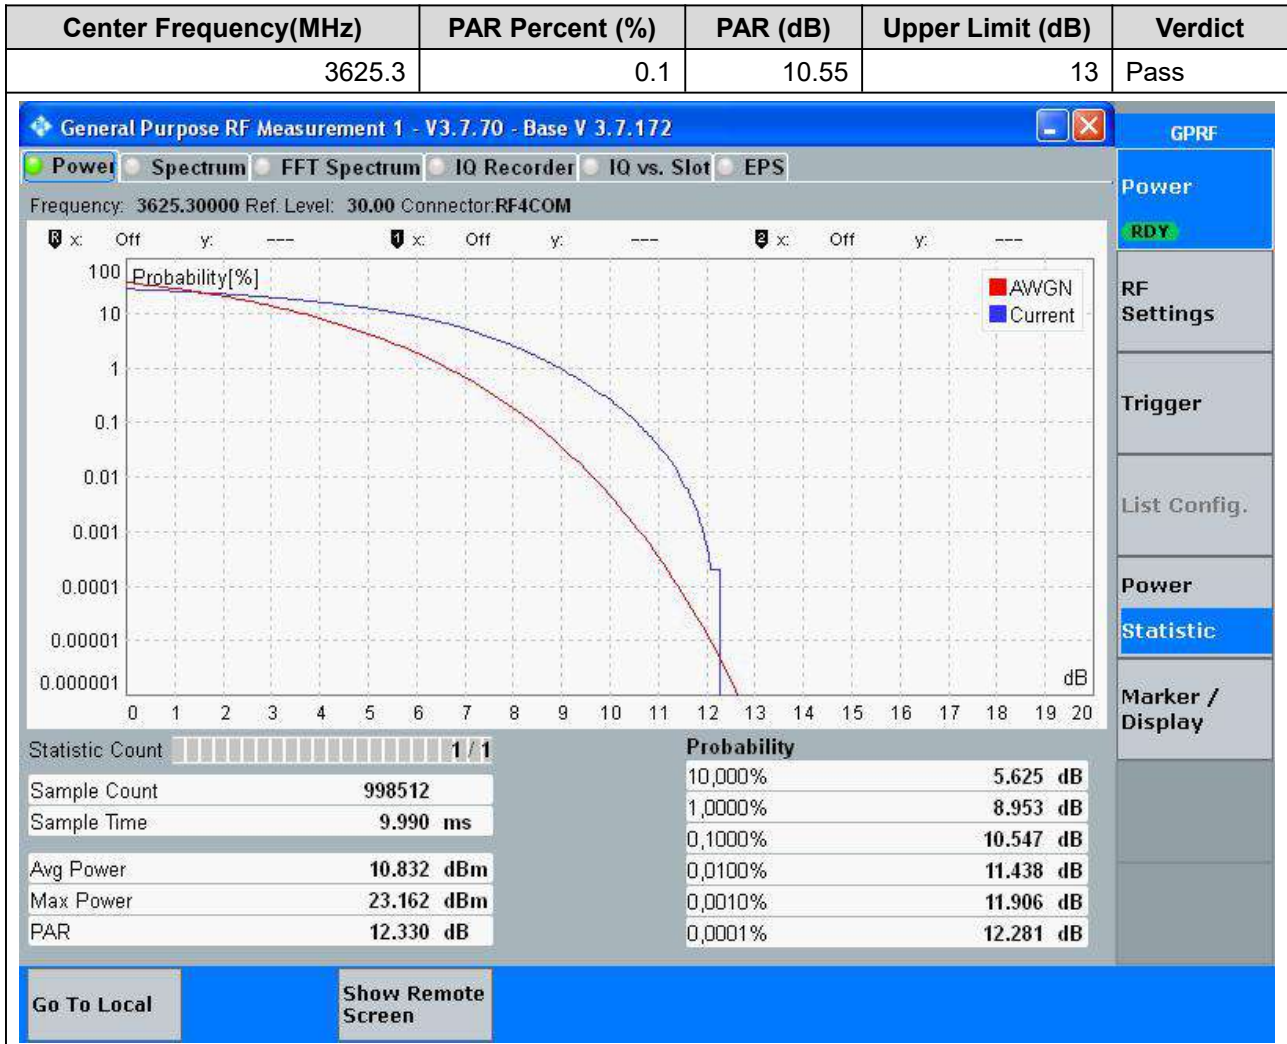 Center Frequency(MHz) PAR Percent (%) PAR (dB) Upper Limit (dB) Verdict
3625.3 0.1 10.55 13 Pass
General Purpose RF Measurement 1 - V3.7.70 - Base V 3.7.172
GPRF
Power Spectrum FFT Spectrum IQ Recorder IQ vs. Slot EPS
Frequency: 3625.30000 Ref. Level: 30.00 Connector:RF4COM
R x: Off y: --- 1 x: Off y: --- 2 x: Off y: ---
Probability[%]
AWGN
Current
100
10
1
0.1
0.01
0.001
0.0001
0.00001
0.000001
dB
0 1 2 3 4 5 6 7 8 9 10 11 12 13 14 15 16 17 18 19 20
Statistic Count 1 / 1
Sample Count 998512
Sample Time 9.990 ms
Avg Power 10.832 dBm
Max Power 23.162 dBm
PAR 12.330 dB
Probability
10,000% 5.625 dB
1,0000% 8.953 dB
0,1000% 10.547 dB
0,0100% 11.438 dB
0,0010% 11.906 dB
0,0001% 12.281 dB
Power
RDY
RF
Settings
Trigger
List Config.
Power
Statistic
Marker /
Display
Go To Local
Show Remote
Screen